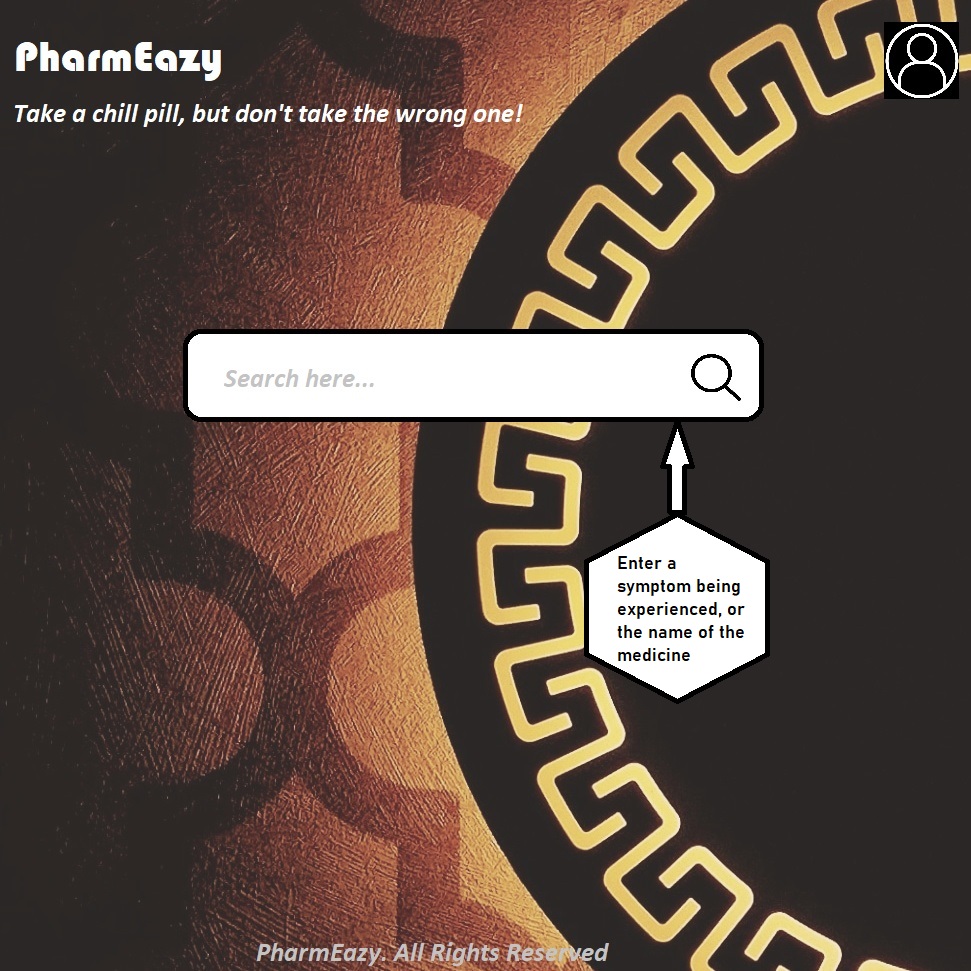 PharmEazy
Take a chill pill, but don't take the wrong one!
Search here...
Enter a
symptom being
experienced, or
the name of the
medicine
PharmEazy. All Rights Reserved